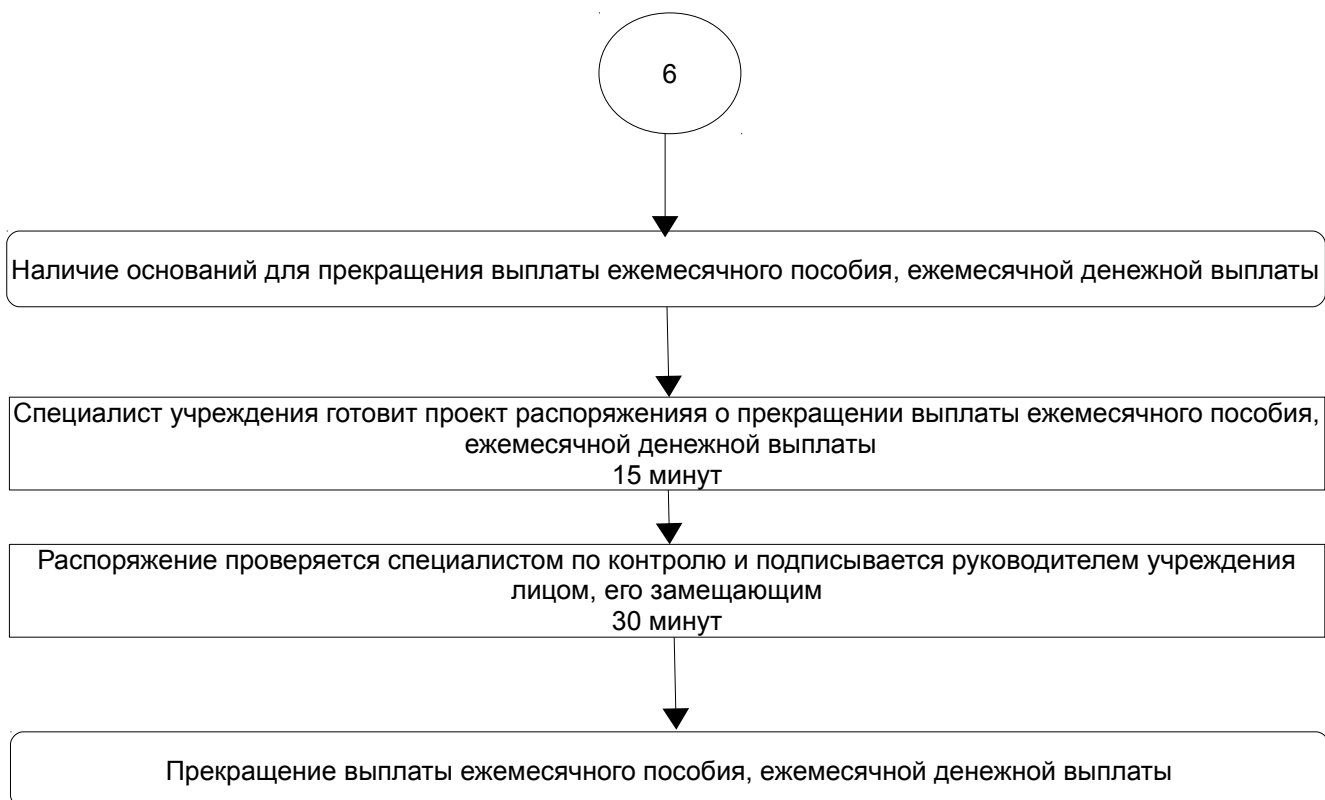 6
Наличие оснований для прекращения выплаты ежемесячного пособия, ежемесячной денежной выплаты
Специалист учреждения готовит проект распоряженияя о прекращении выплаты ежемесячного пособия,
ежемесячной денежной выплаты
15 минут
Распоряжение проверяется специалистом по контролю и подписывается руководителем учреждения
лицом, его замещающим
30 минут
Прекращение выплаты ежемесячного пособия, ежемесячной денежной выплаты